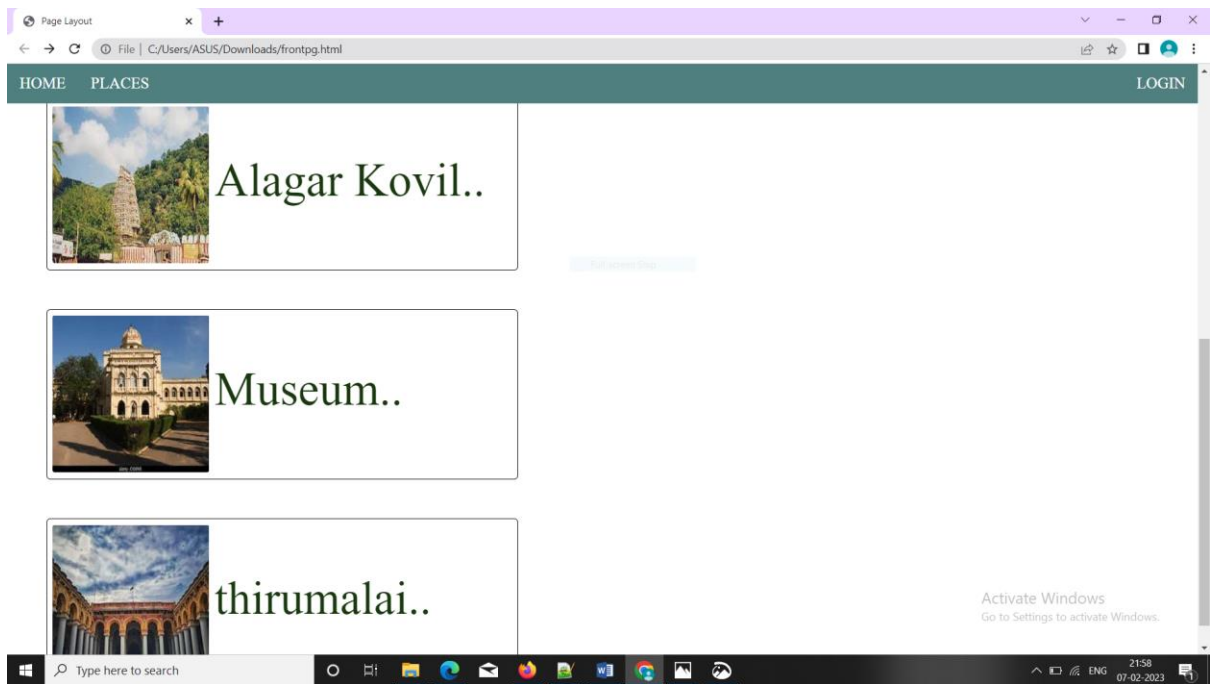 Page Layout
File | C:/Users/ASUS/Downloads/frontpg.html
HOME PLACES LOGIN
Alagar Kovil..
Museum..
thirumalai..
Activate Windows
Go to Settings to activate Windows.
Type here to search
ENG
21:58
07-02-2023